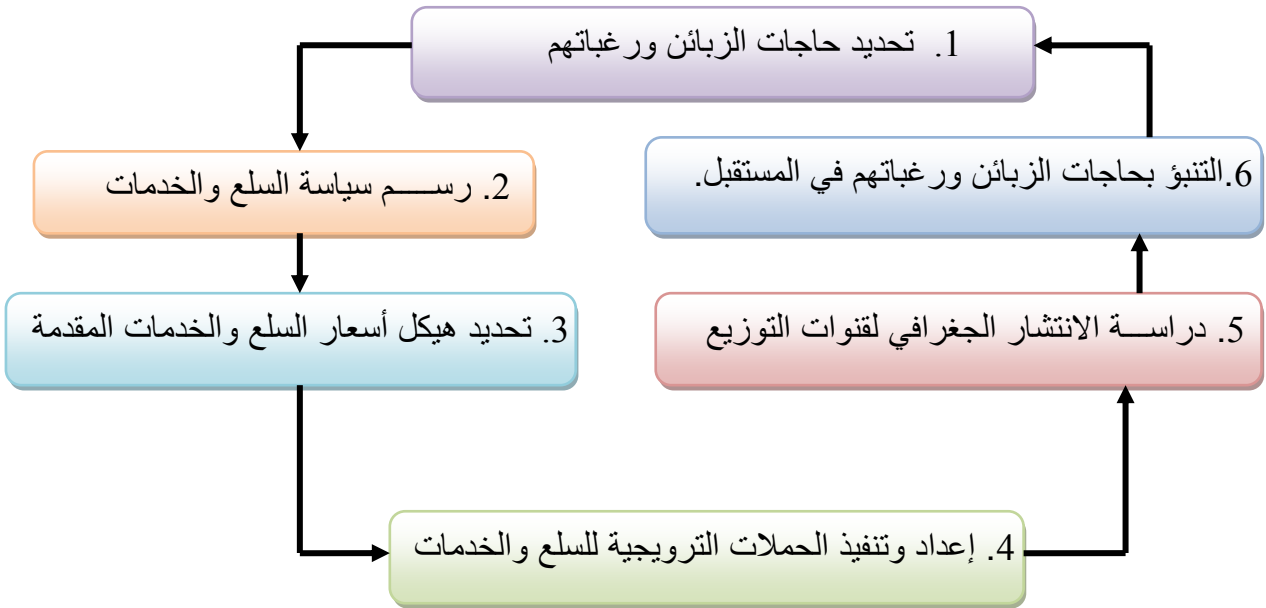 1. تحديد حاجات الزبائن ورغباتهم
2. رســـم سياسة السلع والخدمات
3. تحديد هيكل أسعار السلع والخدمات المقدمة
4. إعداد وتنفيذ الحملات الترويجية للسلع والخدمات
5. دراســـة الانتشار الجغرافي لقنوات التوزيع
6.التنبؤ بحاجات الزبائن ورغباتهم في المستقبل.